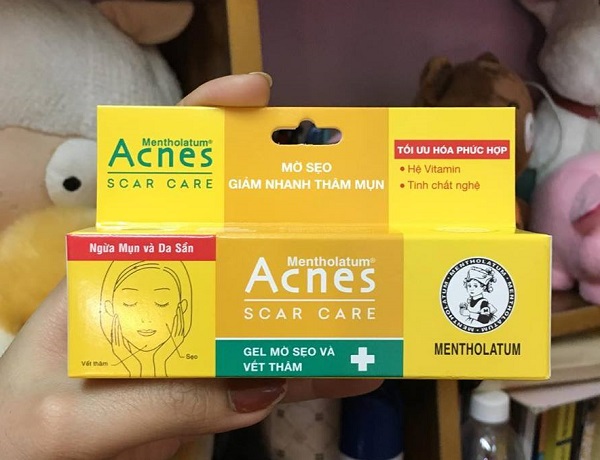 Mentholatum®
Acnes
SCAR CARE
MỜ SẸO
GIẢM NHANH THÂM MỤN
TỐI ƯU HÓA PHỨC HỢP
• Hệ Vitamin
• Tinh chất nghệ
Ngừa Mụn và Da Sần
Vết thâm
Sẹo
Mentholatum®
Acnes
SCAR CARE
GEL MỜ SẸO VÀ
VẾT THÂM
MENTHOLATUM • MENTHOLATUM • MENTHOLATUM •
MENTHOLATUM